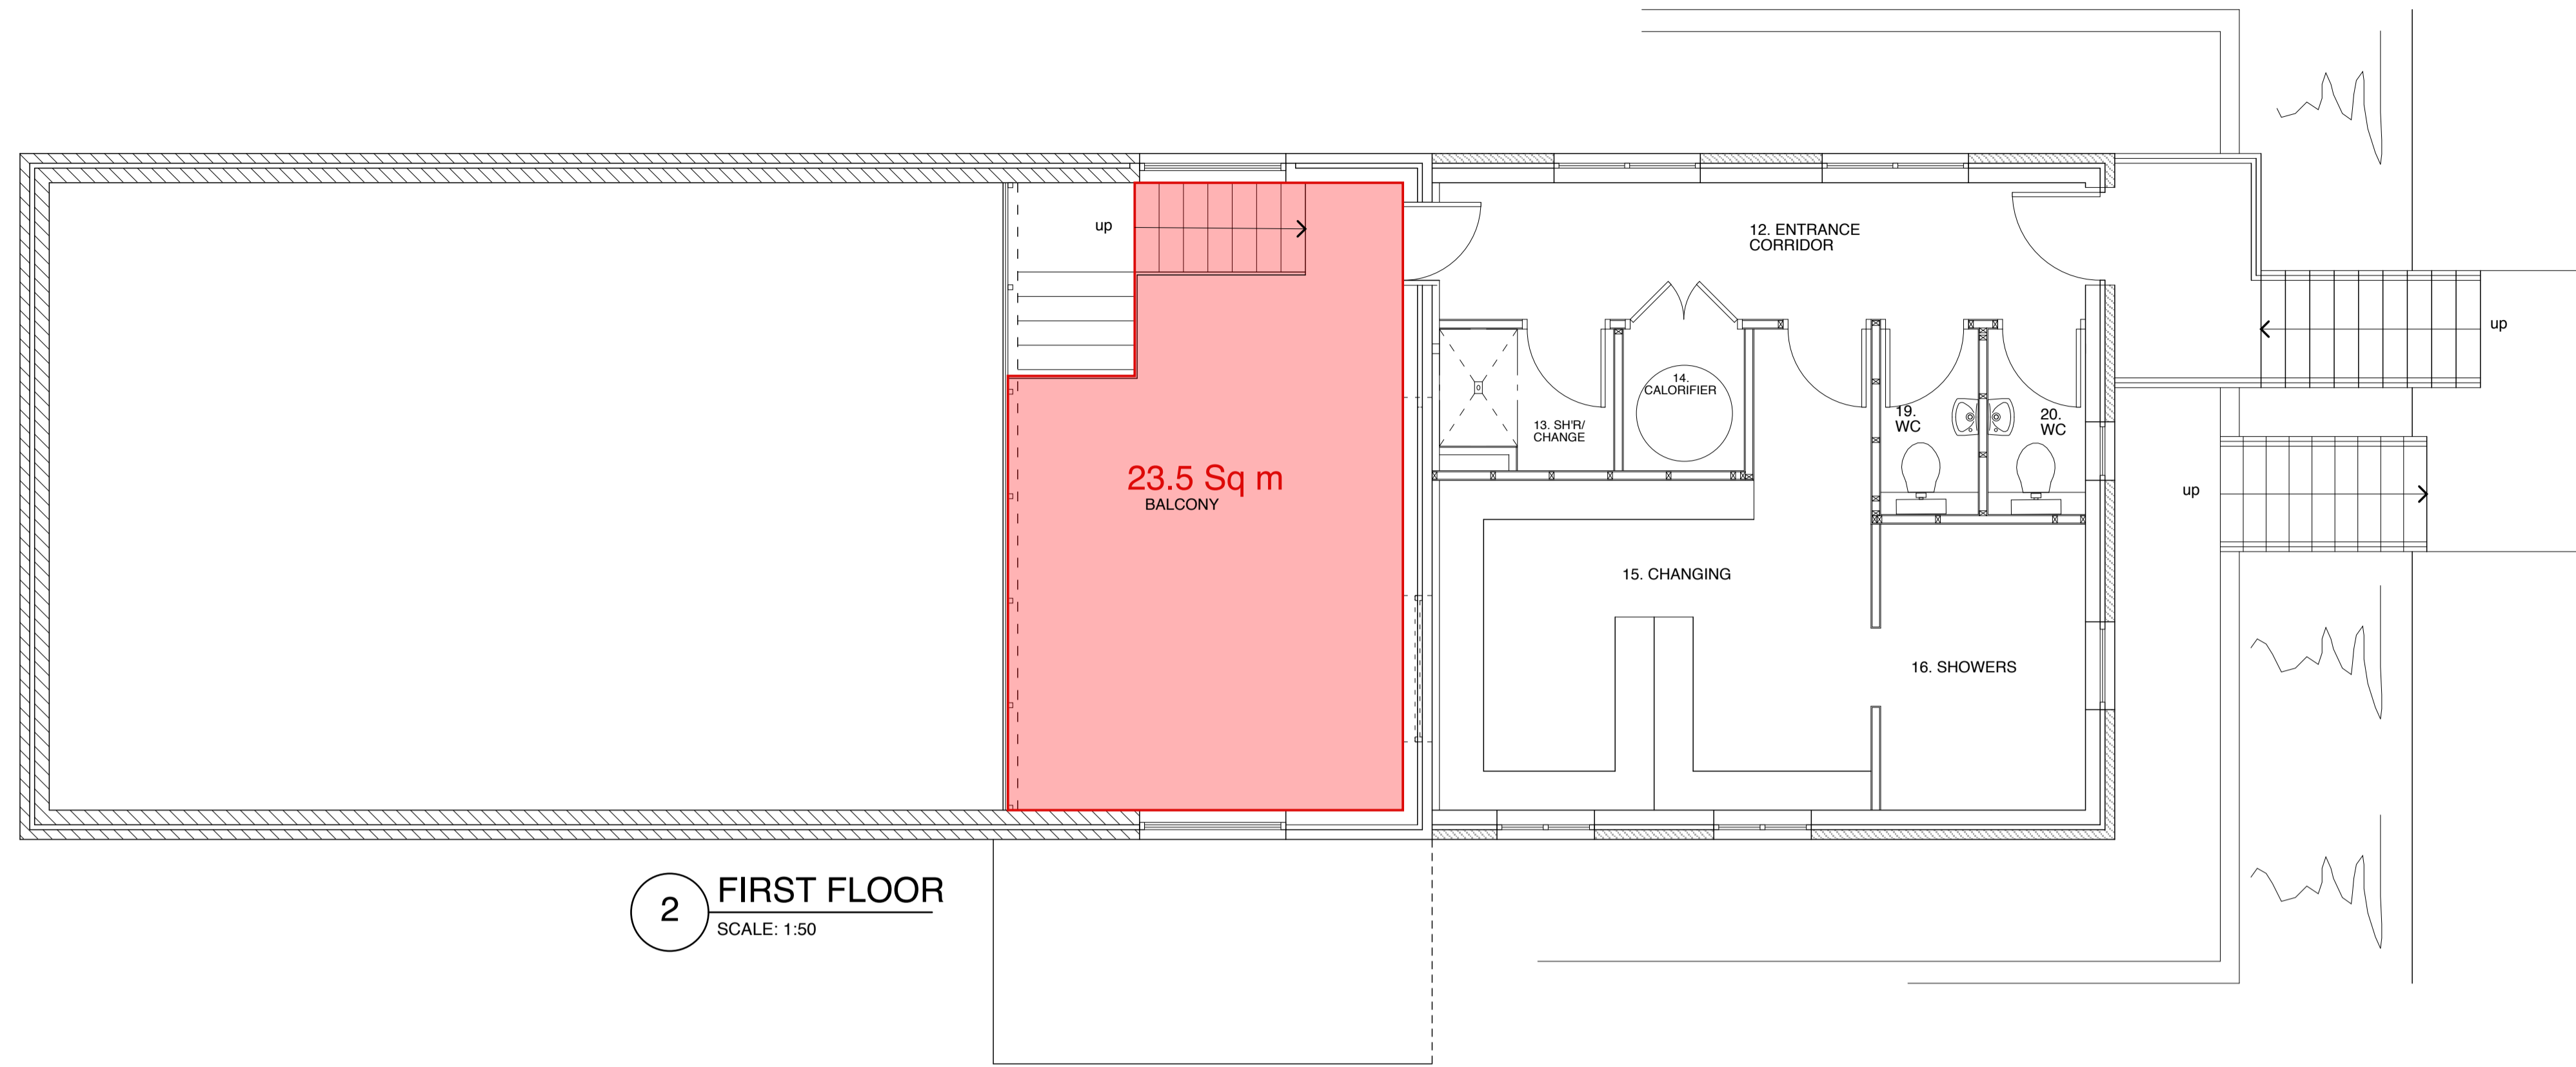 up
12. ENTRANCE
CORRIDOR
up
14.
CALORIFIER
13. SH'R/
CHANGE
19.
WC
20.
WC
23.5 Sq m
BALCONY
up
15. CHANGING
16. SHOWERS
2
FIRST FLOOR
SCALE: 1:50